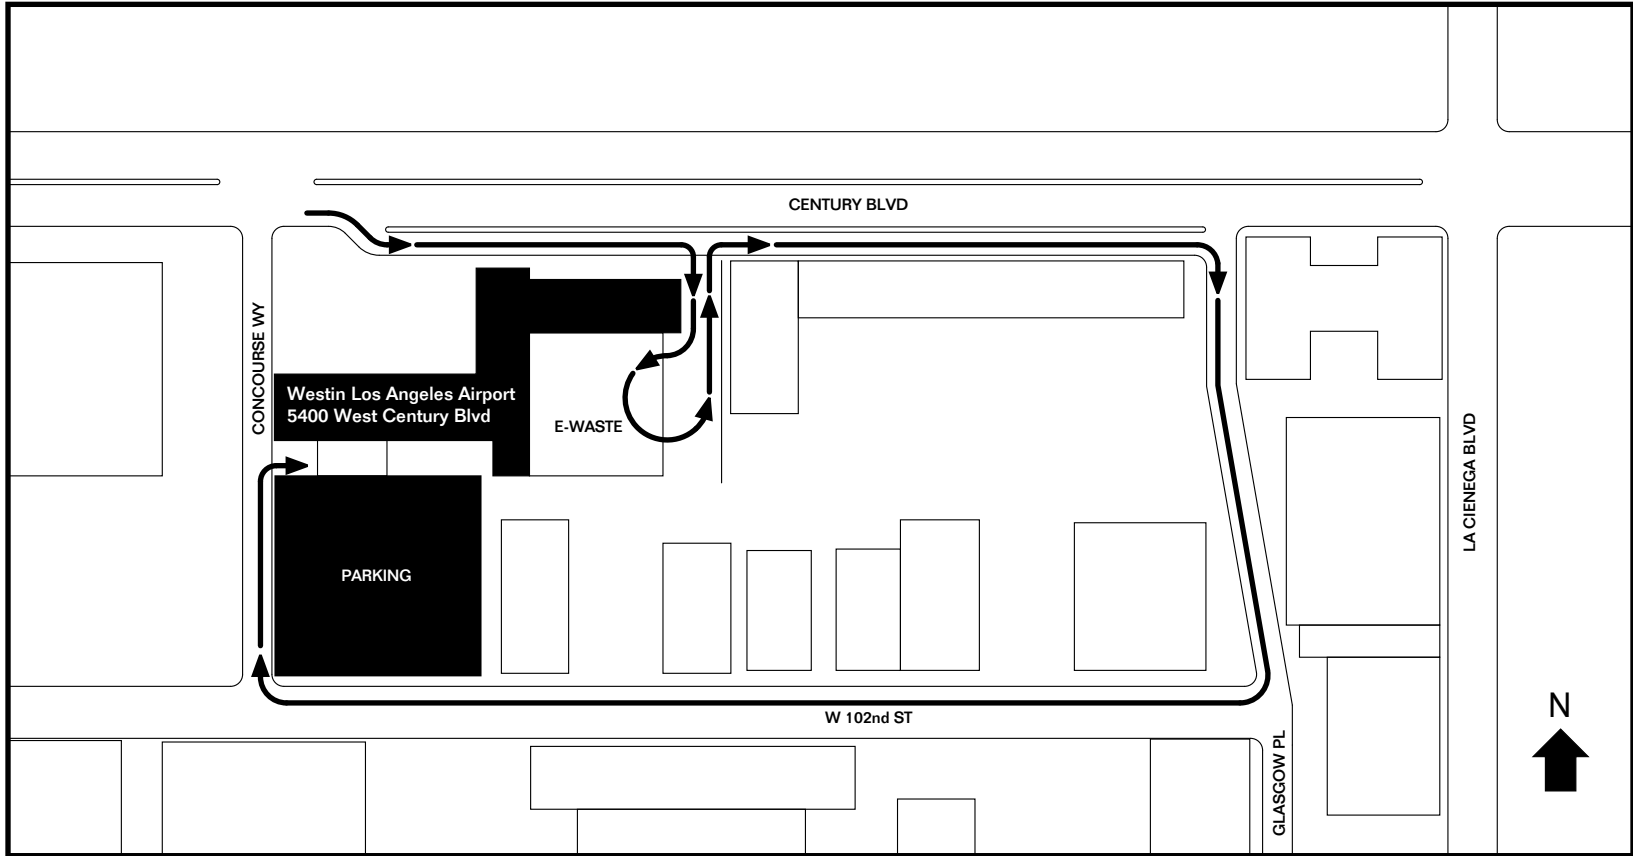 CENTURY BLVD
CONCOURSE WY
Westin Los Angeles Airport
5400 West Century Blvd
E-WASTE
LA CIENEGA BLVD
PARKING
W 102nd ST
GLASGOW PL
N